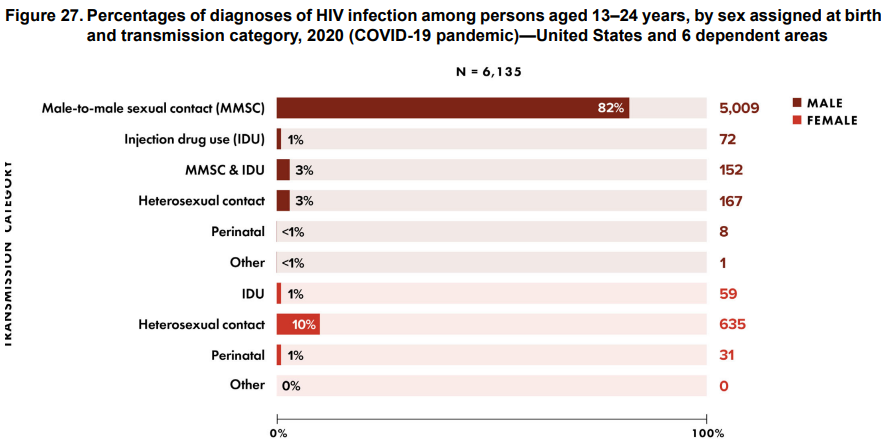 Figure 27. Percentages of diagnoses of HIV infection among persons aged 13–24 years, by sex assigned at birth
and transmission category, 2020 (COVID-19 pandemic)—United States and 6 dependent areas
N = 6,135
MALE
FEMALE
TRANSMISSION CATEGORY
Male-to-male sexual contact (MMSC) 82% 5,009
Injection drug use (IDU) 1% 72
MMSC & IDU 3% 152
Heterosexual contact 3% 167
Perinatal <1% 8
Other <1% 1
IDU 1% 59
Heterosexual contact 10% 635
Perinatal 1% 31
Other 0% 0
0% 100%